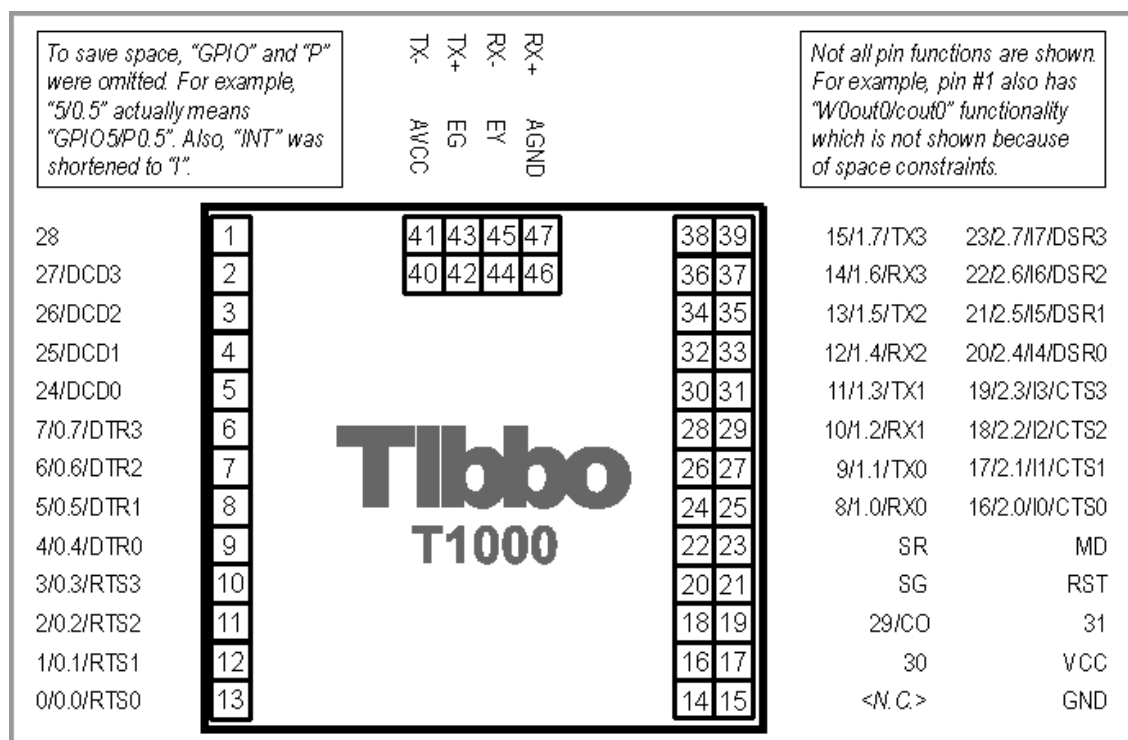 To save space, “GPIO” and “P”
were omitted. For example,
“5/0.5” actually means
“GPIO5/P0.5”. Also, “INT” was
shortened to “I”.
TX- TX+ RX- RX+
AVCC EG EY AGND
Not all pin functions are shown.
For example, pin #1 also has
“W0out0/cout0” functionality
which is not shown because
of space constraints.
28 1 41 43 45 47 38 39 15/1.7/TX3 23/2.7/I7/DSR3
27/DCD3 2 40 42 44 46 36 37 14/1.6/RX3 22/2.6/I6/DSR2
26/DCD2 3 34 35 13/1.5/TX2 21/2.5/I5/DSR1
25/DCD1 4 32 33 12/1.4/RX2 20/2.4/I4/DSR0
24/DCD0 5 30 31 11/1.3/TX1 19/2.3/I3/CTS3
7/0.7/DTR3 6 28 29 10/1.2/RX1 18/2.2/I2/CTS2
6/0.6/DTR2 7 26 27 9/1.1/TX0 17/2.1/I1/CTS1
5/0.5/DTR1 8 24 25 8/1.0/RX0 16/2.0/I0/CTS0
4/0.4/DTR0 9 22 23 SR MD
3/0.3/RTS3 10 20 21 SG RST
2/0.2/RTS2 11 18 19 29/CO 31
1/0.1/RTS1 12 16 17 30 VCC
0/0.0/RTS0 13 14 15 <N.C.> GND
TIbbo
T1000